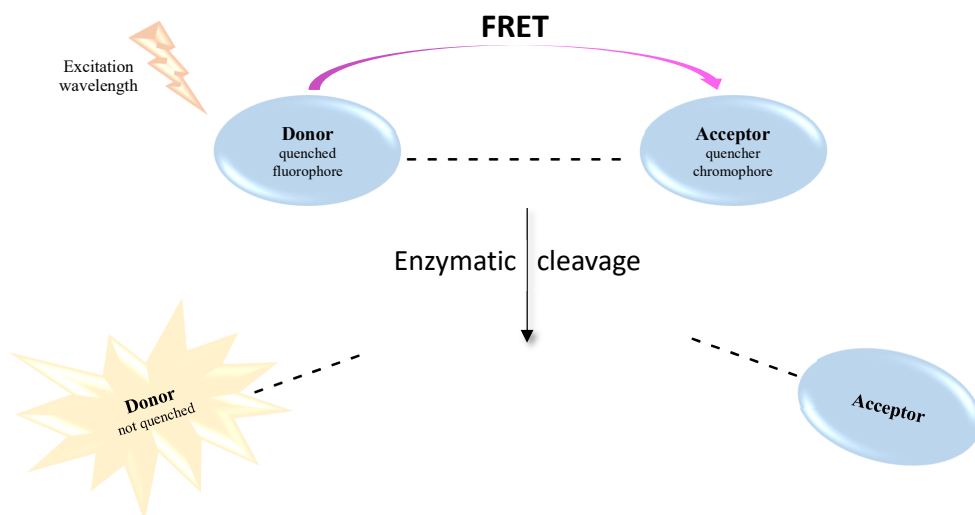 FRET
Excitation
wavelength
Donor
quenched
fluorophore
Acceptor
quencher
chromophore
Enzymatic cleavage
Donor
not quenched
Acceptor